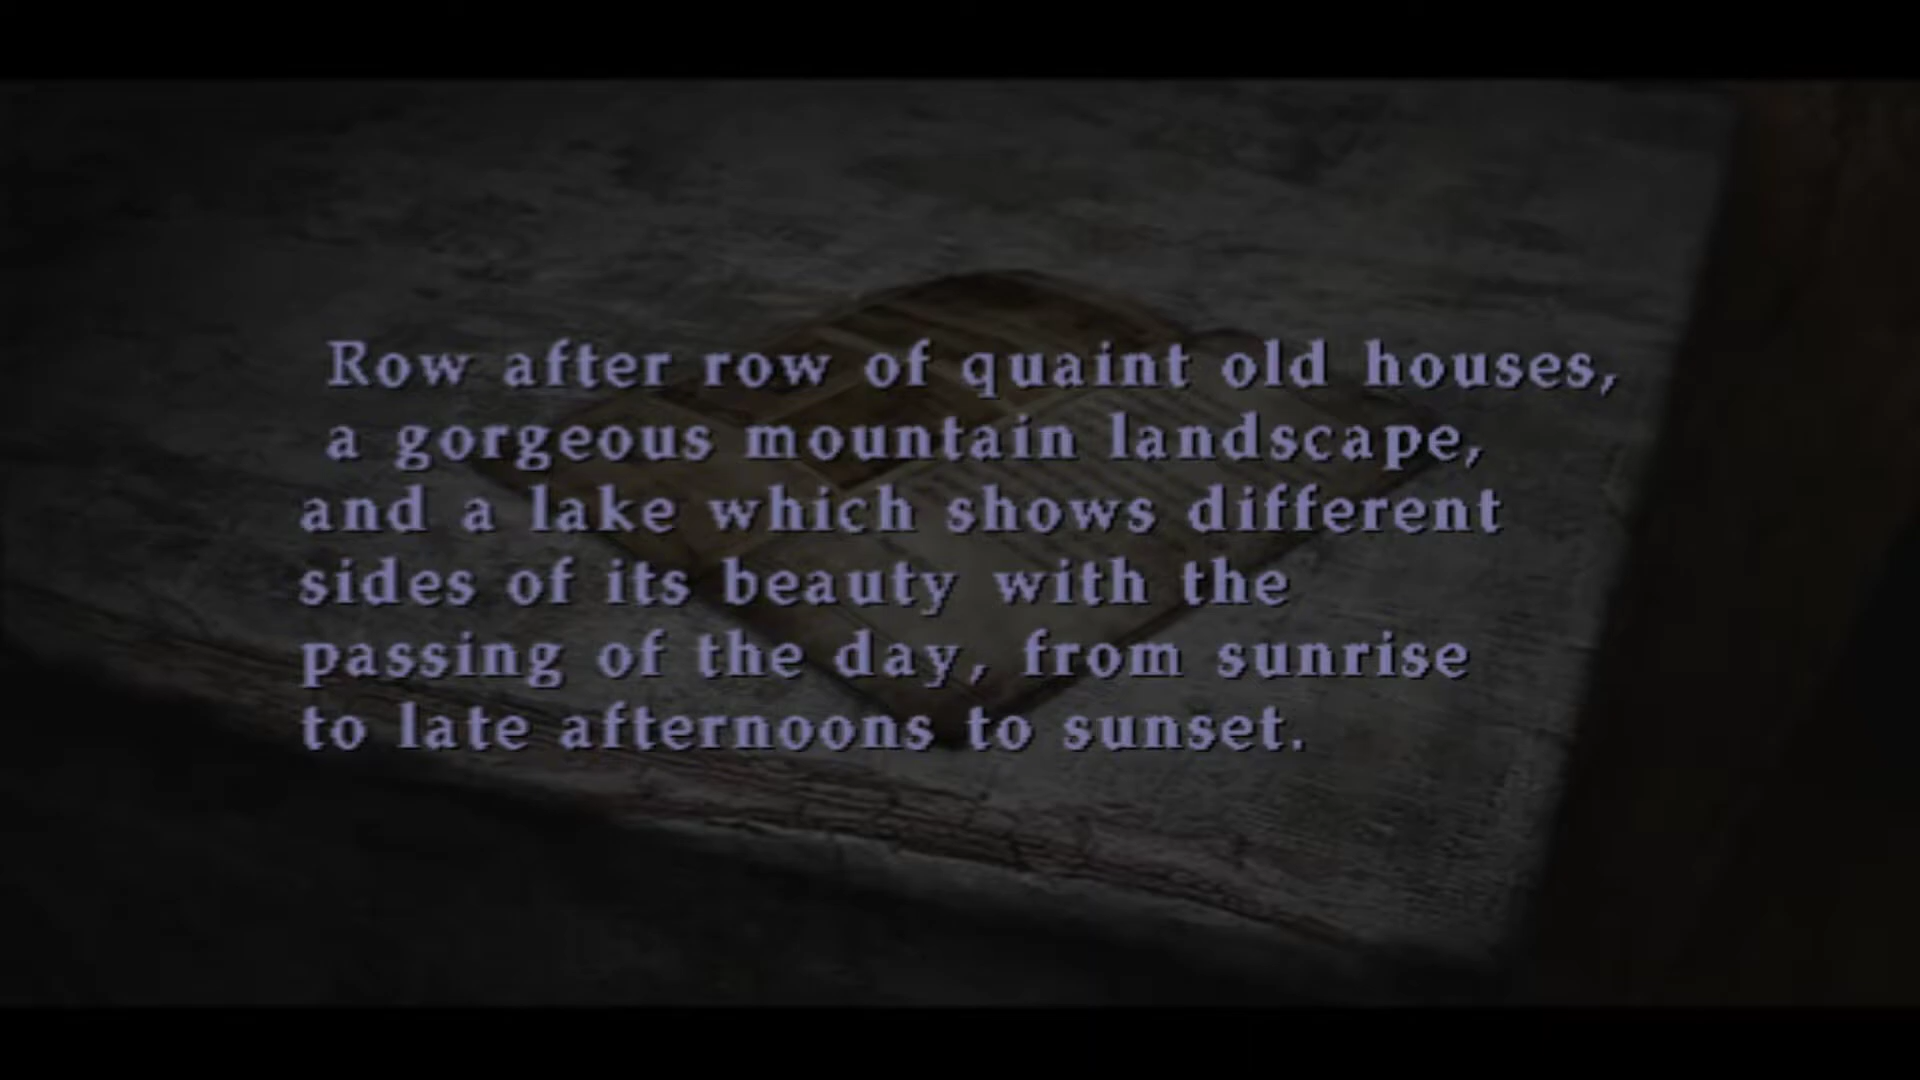 Row after row of quaint old houses,
a gorgeous mountain landscape,
and a lake which shows different
sides of its beauty with the
passing of the day, from sunrise
to late afternoons to sunset.